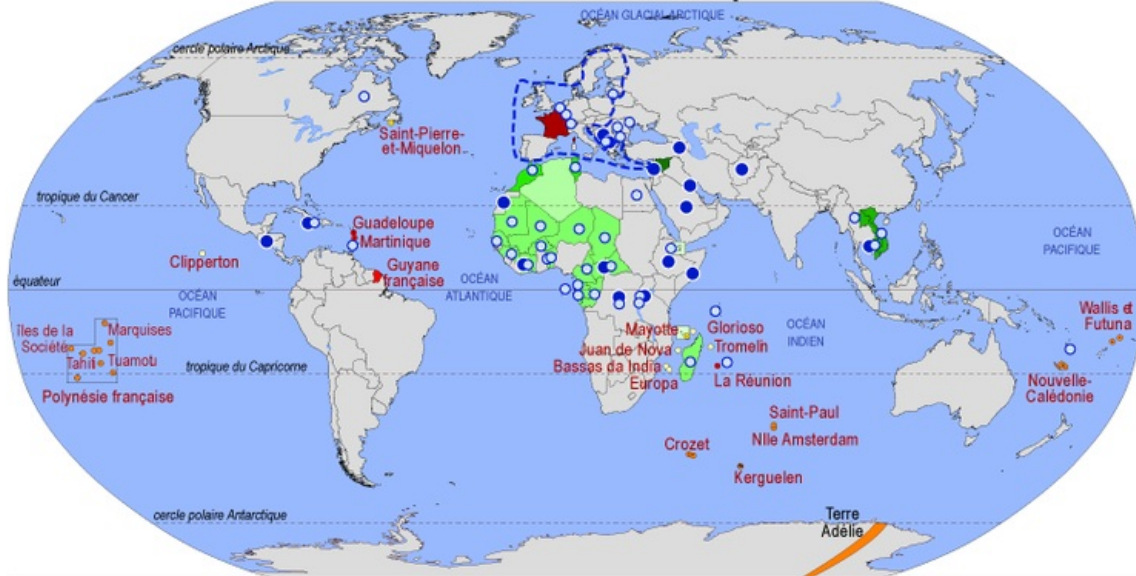 OCÉAN GLACIAL ARCTIQUE
cercle polaire Arctique
Saint-Pierre-
et-Miquelon
tropique du Cancer
Guadeloupe
Martinique
Clipperton
Guyane
française
OCÉAN
PACIFIQUE
équateur
OCÉAN
ATLANTIQUE
OCÉAN
PACIFIQUE
îles de la
Société
Marquises
Tahiti
Tuamotu
Polynésie française
tropique du Capricorne
Mayotte
Glorioso
Juan de Nova
Tromelin
Bassas da India
Europa
La Réunion
OCÉAN
INDIEN
Wallis et
Futuna
Nouvelle-
Calédonie
Saint-Paul
Nlle Amsterdam
Crozet
Kerguelen
cercle polaire Antarctique
Terre
Adélie